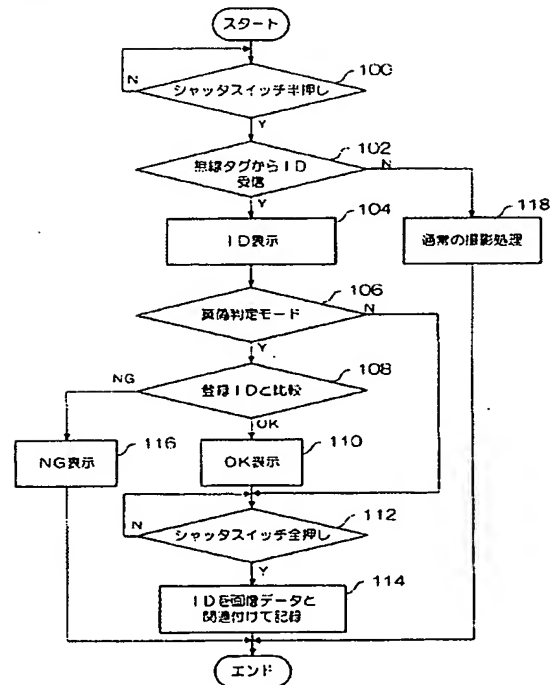 スタート
100
シャッタスイッチ半押し
N
Y
102
無線タグからID
受信
N
Y
104
ID表示
118
通常の撮影処理
106
真偽判定モード
N
Y
108
登録IDと比較
NG
OK
116
NG表示
110
OK表示
112
シャッタスイッチ全押し
N
Y
114
IDを画像データと
関連付けて記録
エンド